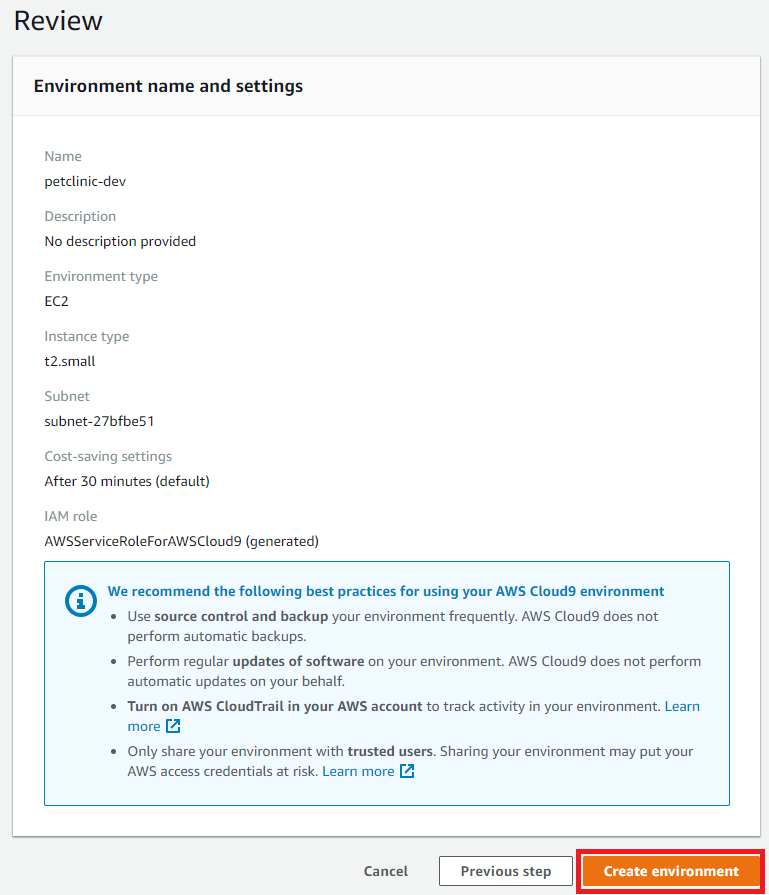 Review
Environment name and settings
Name
petclinic-dev
Description
No description provided
Environment type
EC2
Instance type
t2.small
Subnet
subnet-27bfbe51
Cost-saving settings
After 30 minutes (default)
IAM role
AWSServiceRoleForAWSCloud9 (generated)
We recommend the following best practices for using your AWS Cloud9 environment
• Use source control and backup your environment frequently. AWS Cloud9 does not
perform automatic backups.
• Perform regular updates of software on your environment. AWS Cloud9 does not perform
automatic updates on your behalf.
• Turn on AWS CloudTrail in your AWS account to track activity in your environment. Learn
more
• Only share your environment with trusted users. Sharing your environment may put your
AWS access credentials at risk. Learn more
Cancel
Previous step
Create environment